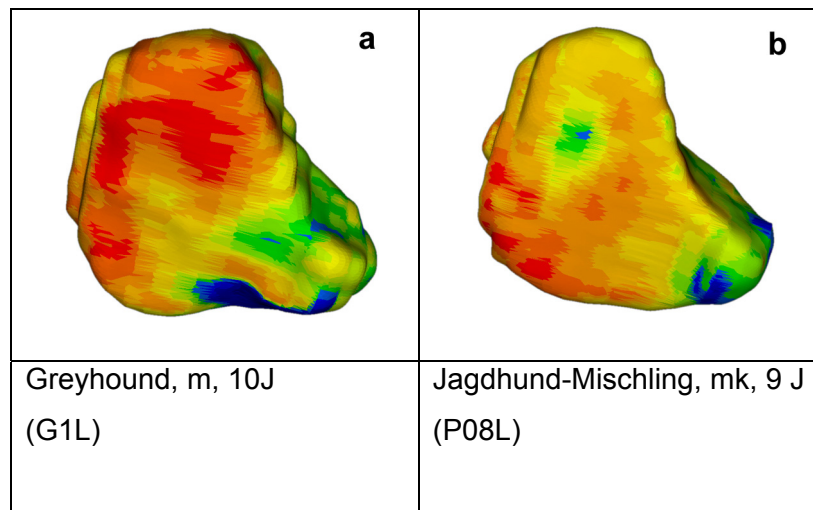 a
b
Greyhound, m, 10J
(G1L)
Jagdhund-Mischling, mk, 9 J
(P08L)